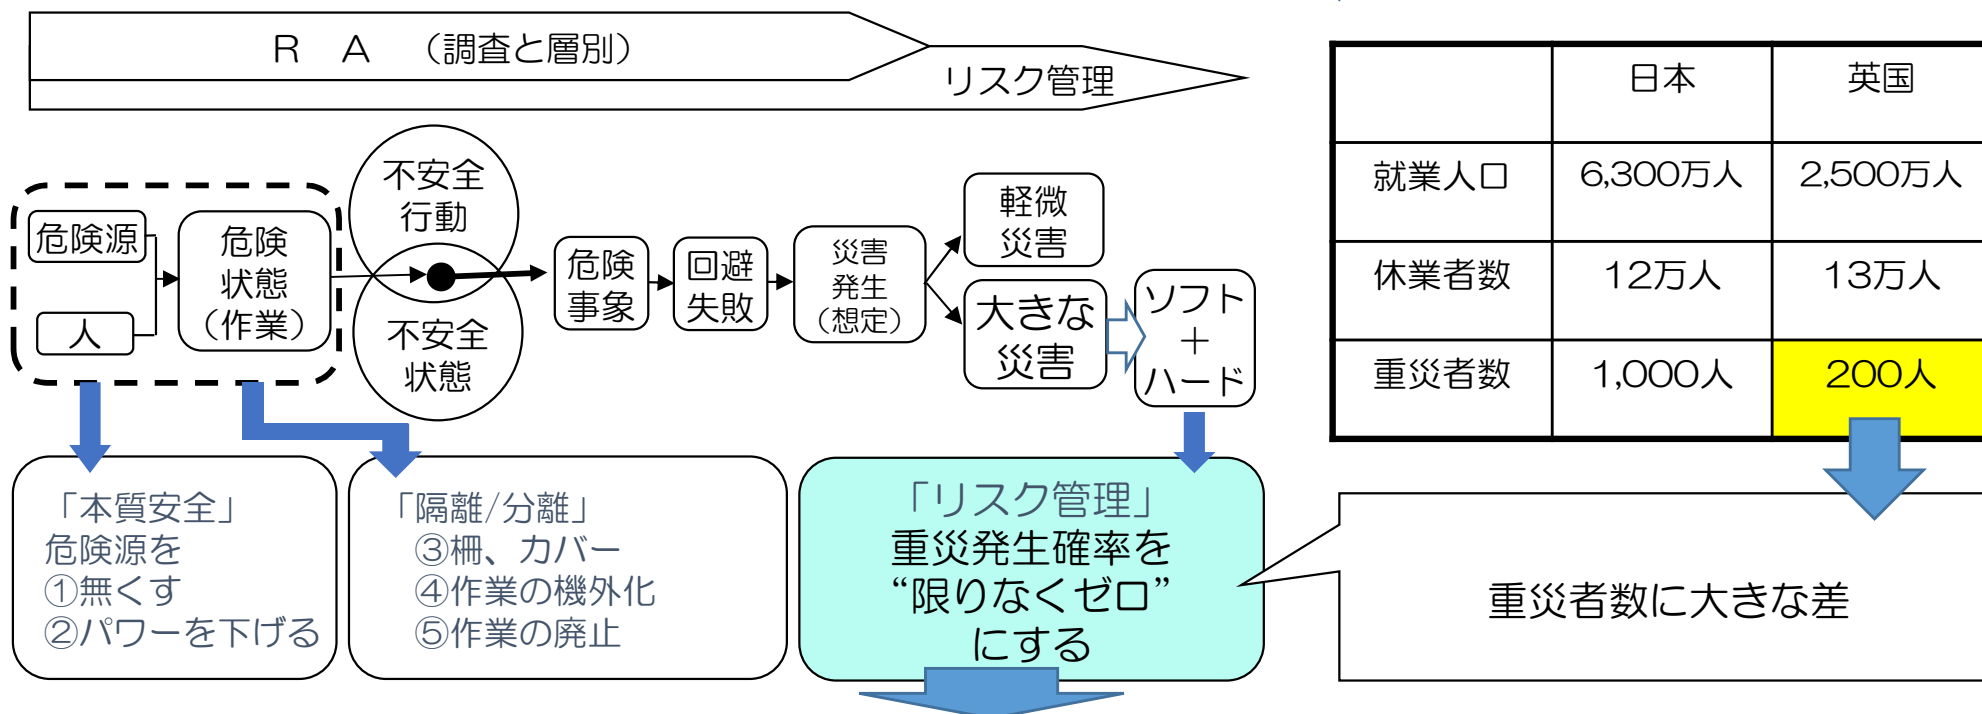 R A （調査と層別）
リスク管理
危険源
人
危険
状態
（作業）
不安全
行動
不安全
状態
危険
事象
回避
失敗
災害
発生
（想定）
軽微
災害
大きな
災害
ソフト
＋
ハード
「本質安全」
危険源を
①無くす
②パワーを下げる
「隔離/分離」
③柵、カバー
④作業の機外化
⑤作業の廃止
「リスク管理」
重災発生確率を
“限りなくゼロ”
にする
日本 英国
就業人口 6,300万人 2,500万人
休業者数 12万人 13万人
重災者数 1,000人 200人
重災者数に大きな差